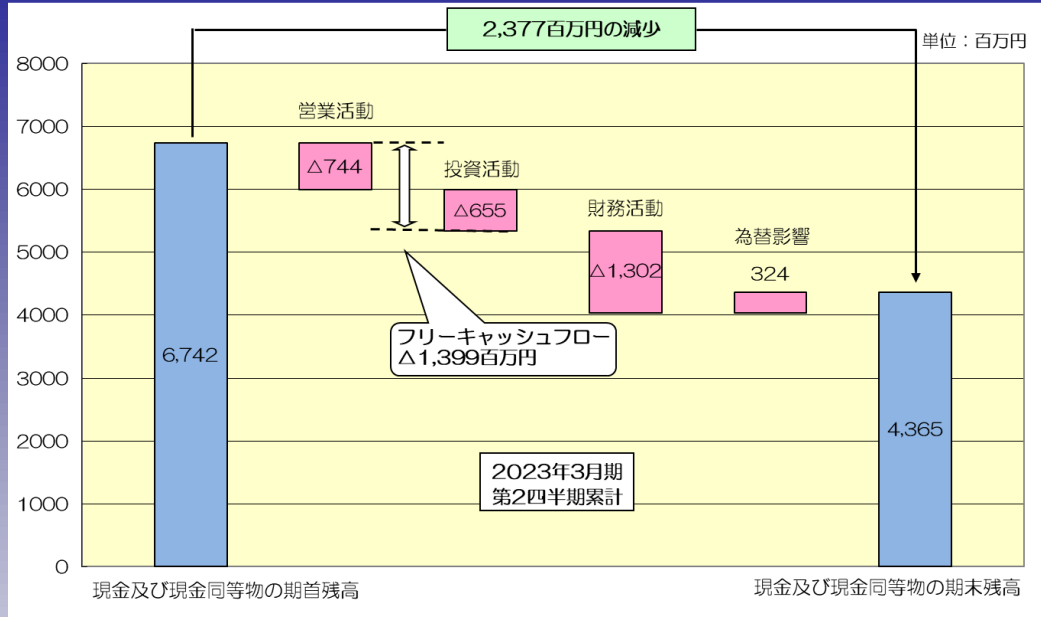 2,377百万円の減少
単位：百万円
8000
7000
6000
5000
4000
3000
2000
1000
0
営業活動
△744
投資活動
△655
財務活動
△1,302
為替影響
324
フリーキャッシュフロー
△1,399百万円
6,742
4,365
2023年3月期
第2四半期累計
現金及び現金同等物の期首残高
現金及び現金同等物の期末残高